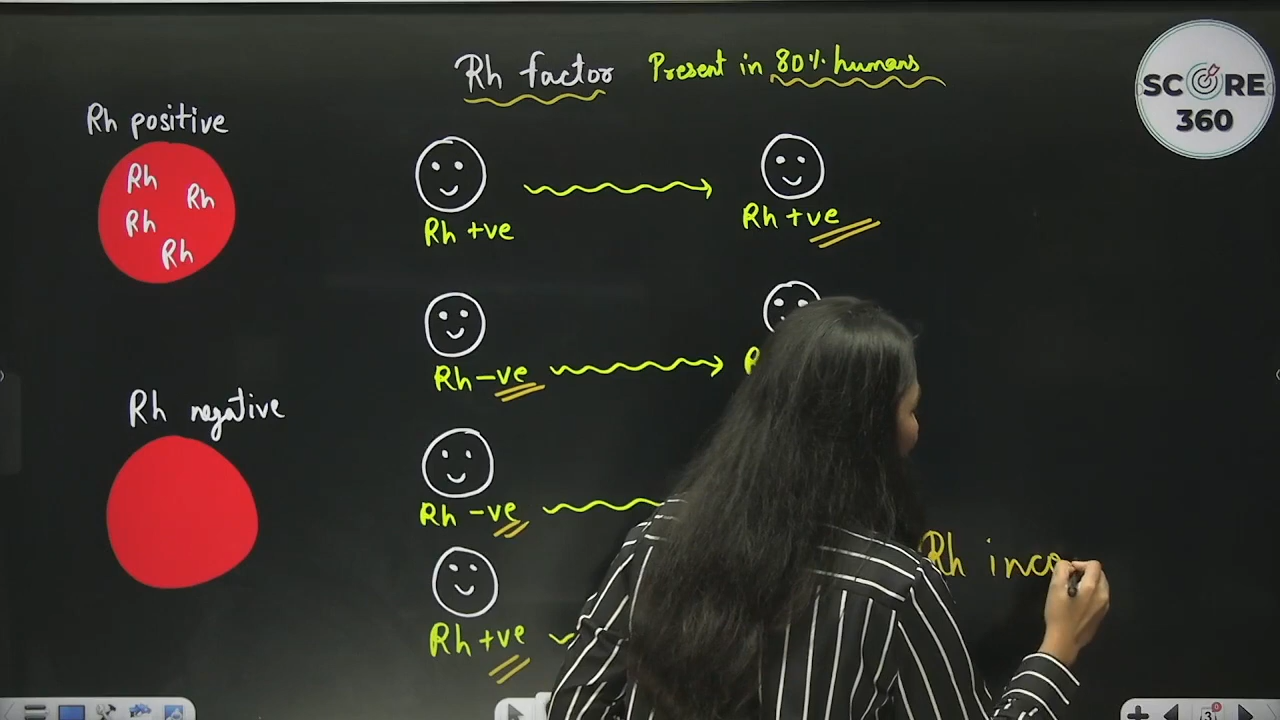 Rh factor Present in 80% humans
SCORE
360
Rh positive
Rh
Rh
Rh
Rh
Rh +ve
Rh +ve
Rh -ve
Rh negative
Rh -ve
Rh inco
Rh +ve